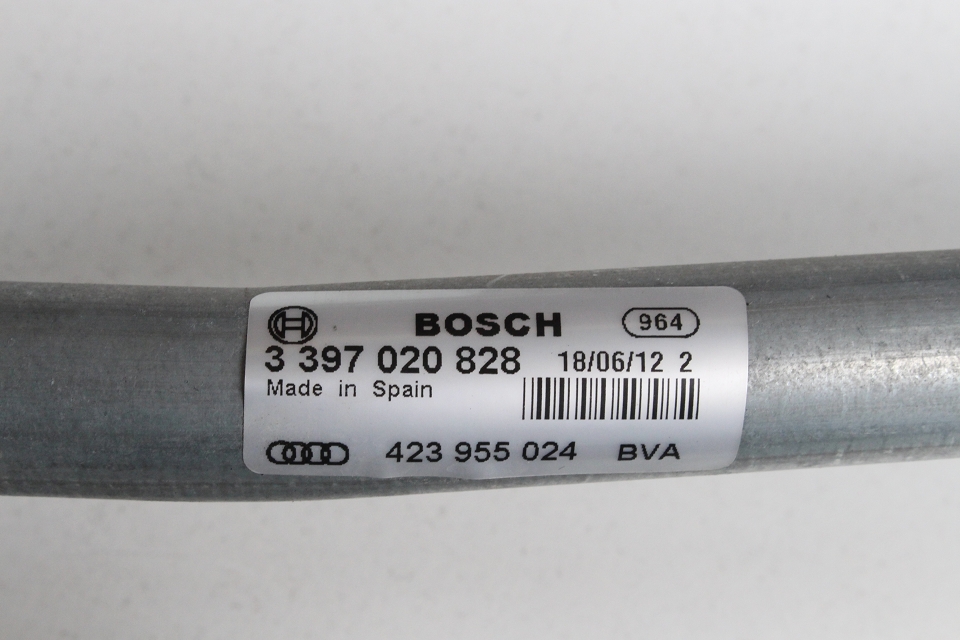 BOSCH 964
3 397 020 828 18/06/12 2
Made in Spain
423 955 024 BVA